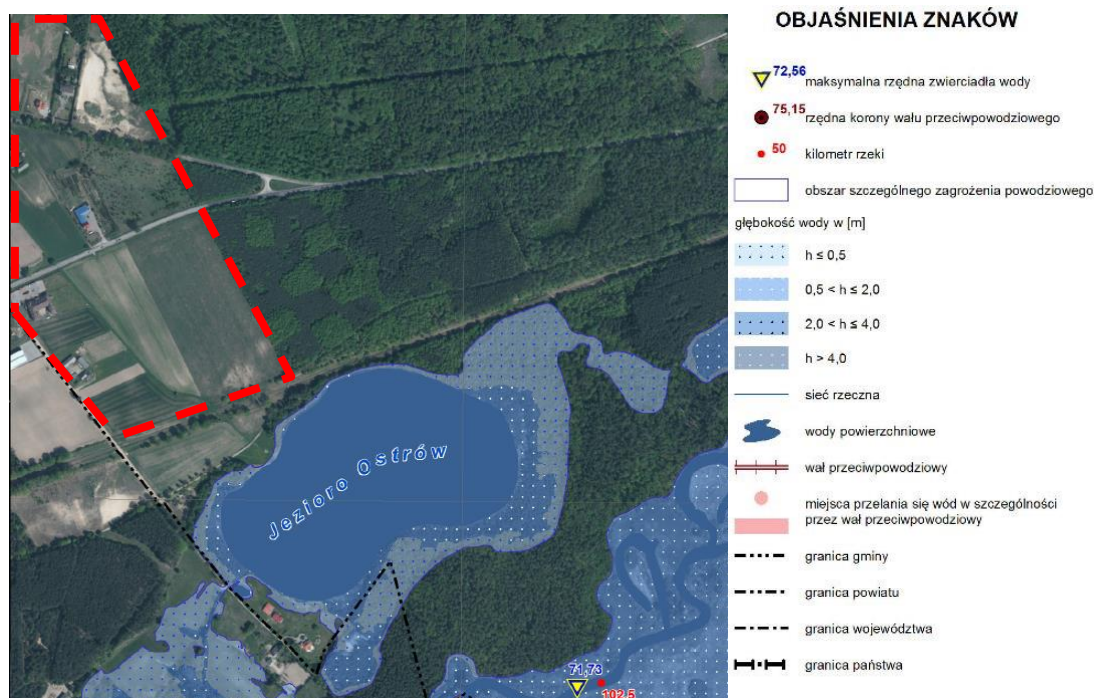 Jezioro Ostrów
71,73
102,5
OBJAŚNIENIA ZNAKÓW
72,56
maksymalna rzędna zwierciadła wody
75,15
rzędna korony wału przeciwpowodziowego
50
kilometr rzeki
obszar szczególnego zagrożenia powodziowego
głębokość wody w [m]
h ≤ 0,5
0,5 < h ≤ 2,0
2,0 < h ≤ 4,0
h > 4,0
sieć rzeczna
wody powierzchniowe
wał przeciwpowodziowy
miejsca przelania się wód w szczególności
przez wał przeciwpowodziowy
granica gminy
granica powiatu
granica województwa
granica państwa